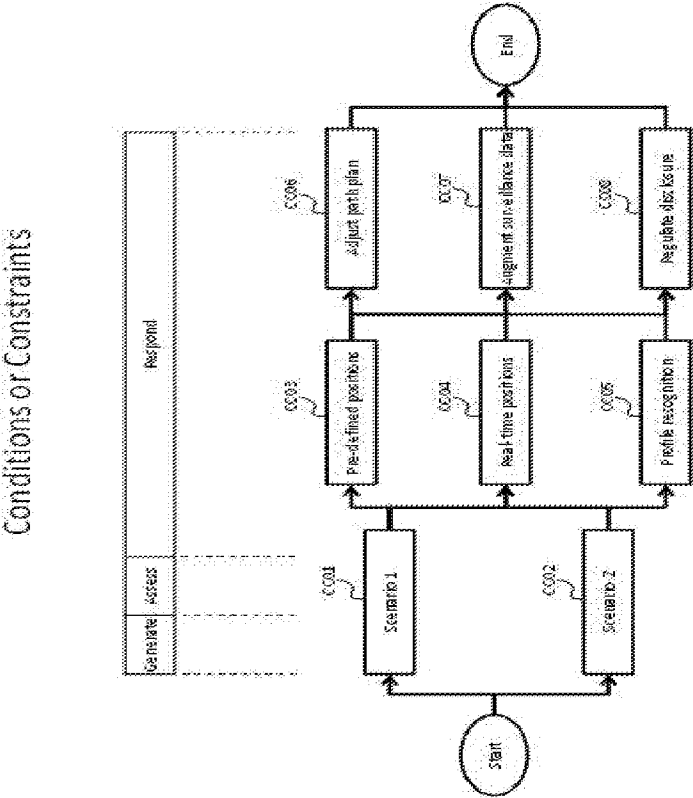 Conditions or Constraints
Generate
Assess
Respond
Start
CC01
Scenario 1
CC02
Scenario 2
CC03
Pre-defined positions
CC04
Real-time positions
CC05
Profile recognition
CC06
Adjust path plan
CC07
Augment surveillance data
CC08
Regulate disclosure
End